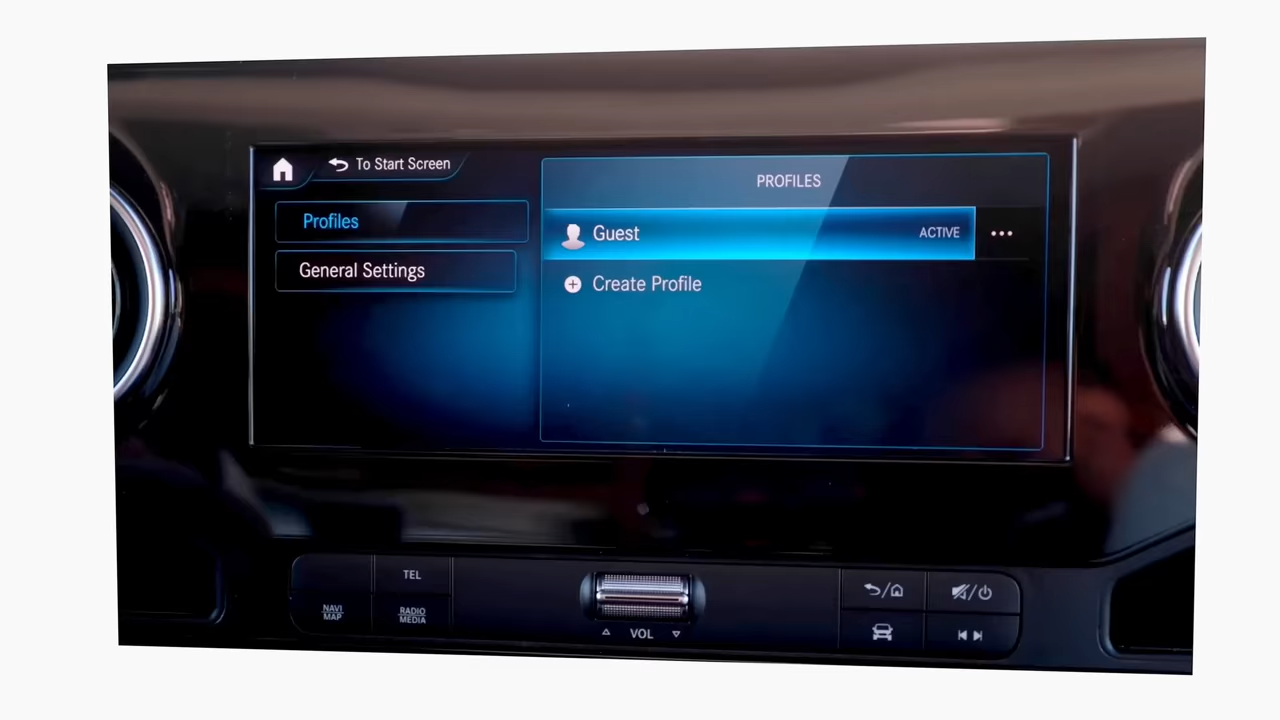 To Start Screen
PROFILES
Profiles
Guest
ACTIVE
General Settings
Create Profile
TEL
NAVI
MAP
RADIO
MEDIA
VOL